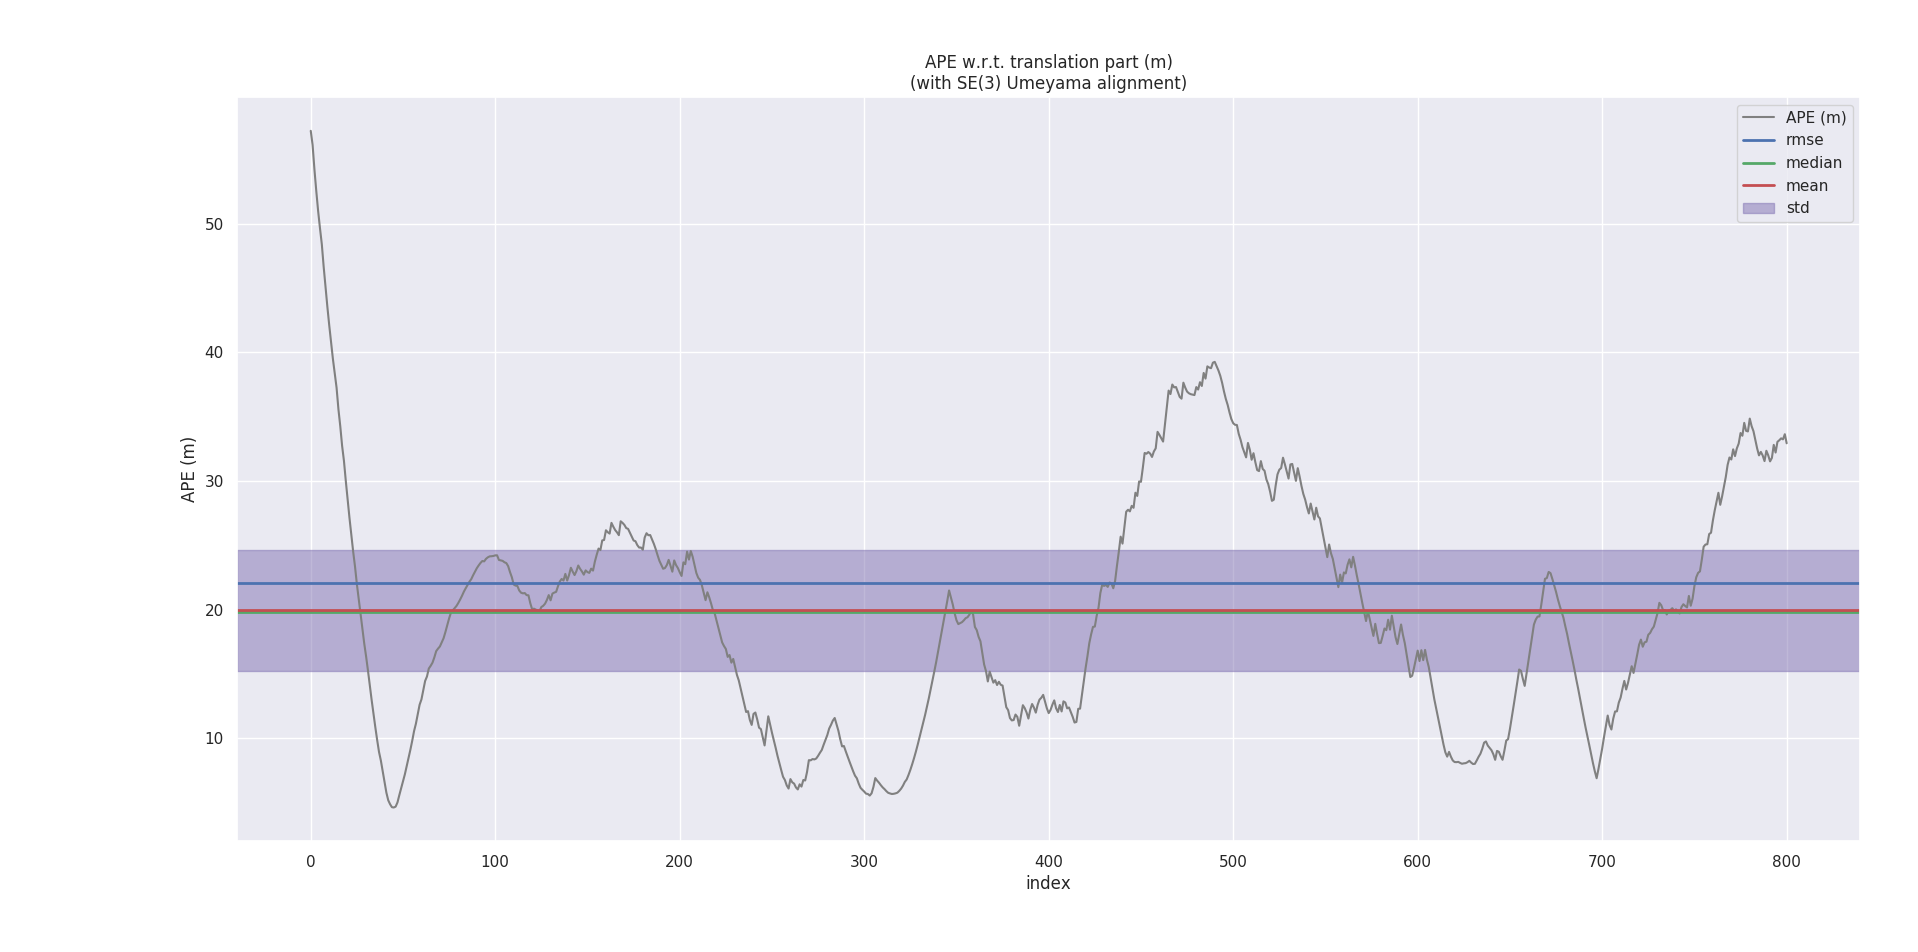 APE w.r.t. translation part (m)
(with SE(3) Umeyama alignment)
APE (m)
rmse
median
mean
std
50
40
30
20
10
APE (m)
0 100 200 300 400 500 600 700 800
index